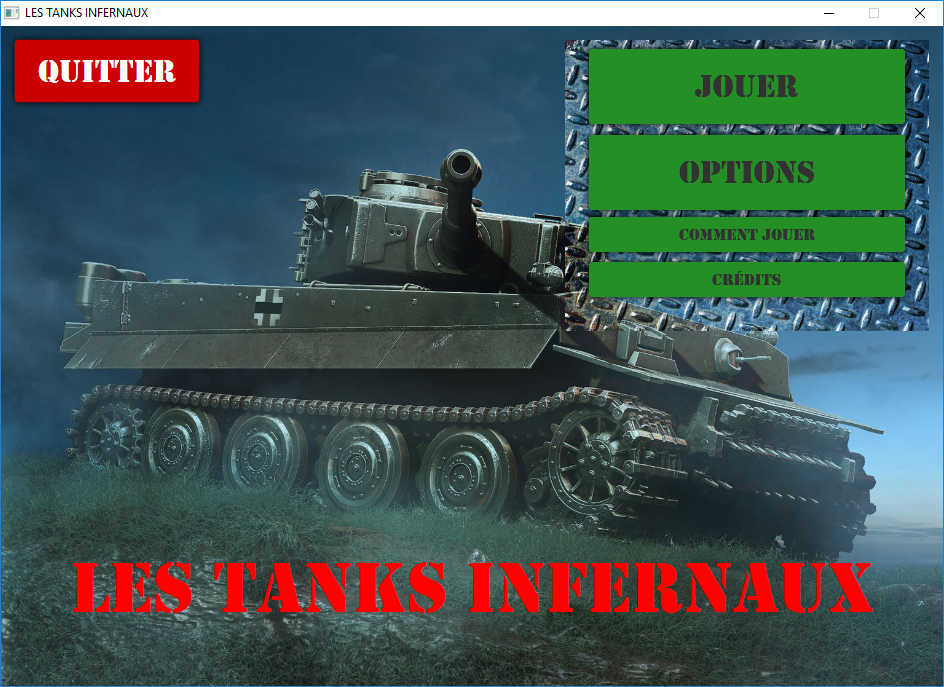 LES TANKS INFERNAUX
QUITTER
JOUER
OPTIONS
COMMENT JOUER
CRÉDITS
LES TANKS INFERNAUX